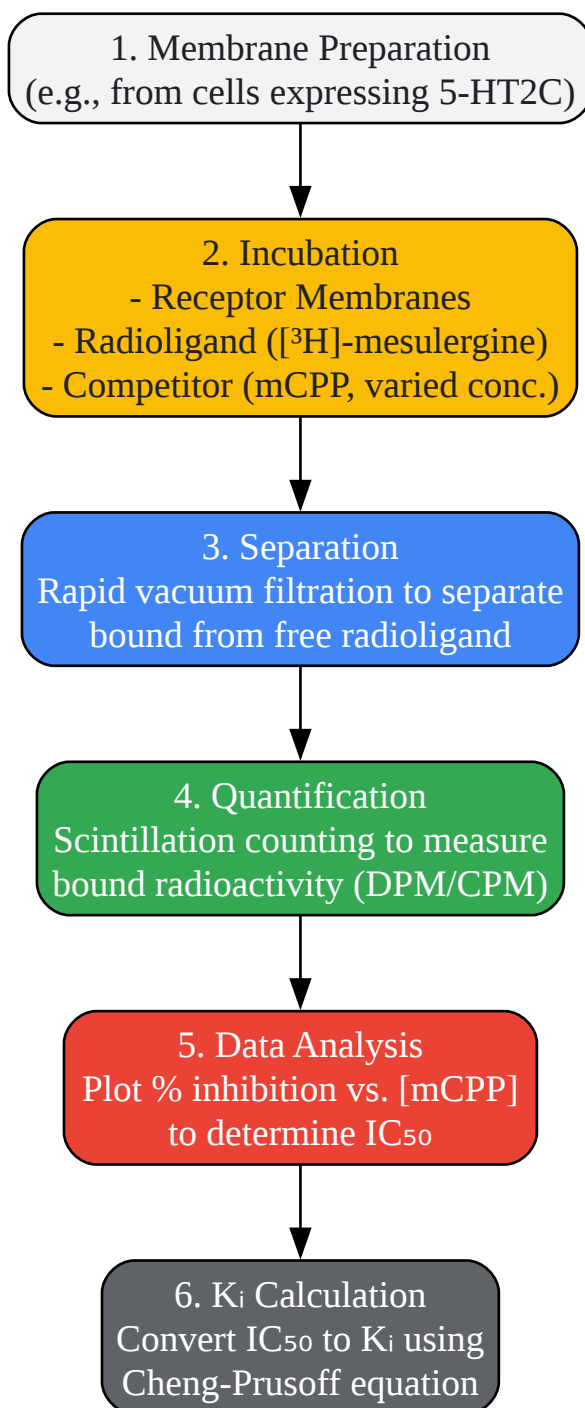 1. Membrane Preparation
(e.g., from cells expressing 5-HT2C)
2. Incubation
- Receptor Membranes
- Radioligand ([³H]-mesulergine)
- Competitor (mCPP, varied conc.)
3. Separation
Rapid vacuum filtration to separate
bound from free radioligand
4. Quantification
Scintillation counting to measure
bound radioactivity (DPM/CPM)
5. Data Analysis
Plot % inhibition vs. [mCPP]
to determine IC₅₀
6. Kᵢ Calculation
Convert IC₅₀ to Kᵢ using
Cheng-Prusoff equation